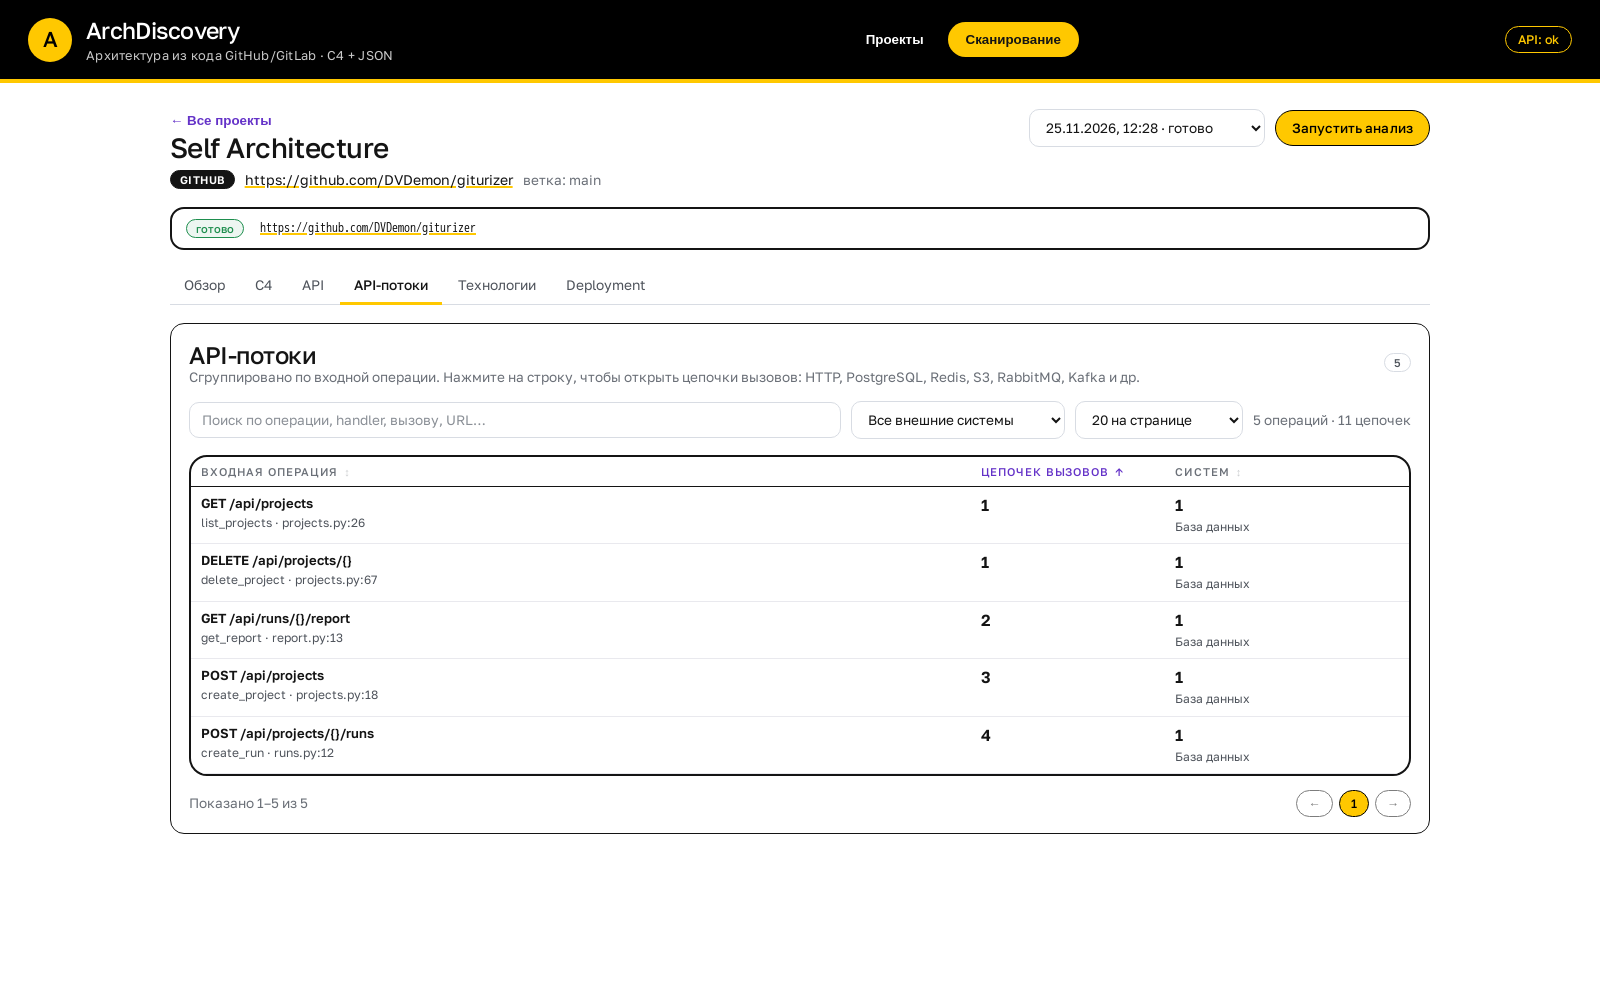 A
ArchDiscovery
Архитектура из кода GitHub/GitLab · C4 + JSON
Проекты
Сканирование
API: ok
← Все проекты
Self Architecture
GITHUB https://github.com/DVDemon/giturizer ветка: main
25.11.2026, 12:28 · готово
Запустить анализ
готово https://github.com/DVDemon/giturizer
Обзор C4 API API-потоки Технологии Deployment
API-потоки
Сгруппировано по входной операции. Нажмите на строку, чтобы открыть цепочки вызовов: HTTP, PostgreSQL, Redis, S3, RabbitMQ, Kafka и др.
5
Поиск по операции, handler, вызову, URL...
Все внешние системы
20 на странице
5 операций · 11 цепочек
ВХОДНАЯ ОПЕРАЦИЯ ↕ ЦЕПОЧЕК ВЫЗОВОВ ↑ СИСТЕМ ↕
GET /api/projects 1 1
list_projects · projects.py:26 База данных
DELETE /api/projects/{} 1 1
delete_project · projects.py:67 База данных
GET /api/runs/{}/report 2 1
get_report · report.py:13 База данных
POST /api/projects 3 1
create_project · projects.py:18 База данных
POST /api/projects/{}/runs 4 1
create_run · runs.py:12 База данных
Показано 1–5 из 5
← 1 →